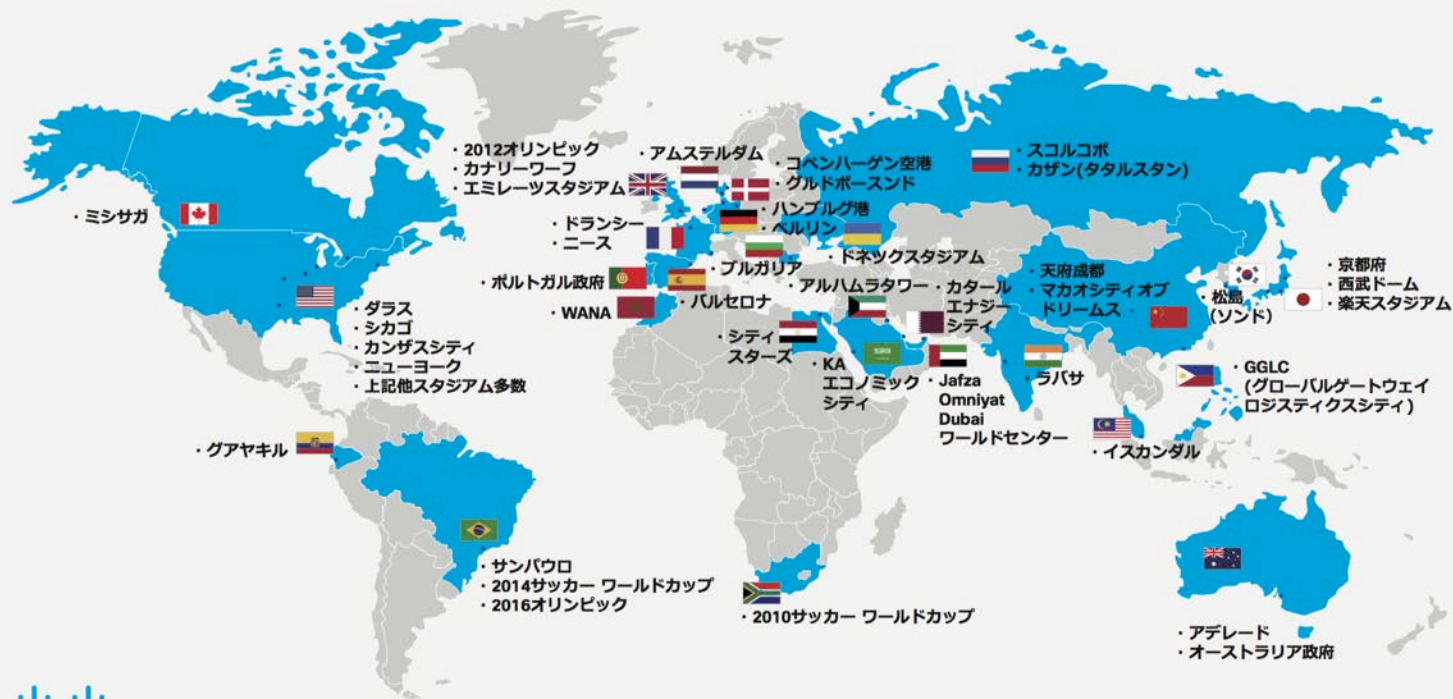 ・ミシサガ
・ダラス
・シカゴ
・カンザスシティ
・ニューヨーク
・上記他スタジアム多数
・グアヤキル
・サンパウロ
・2014サッカー ワールドカップ
・2016オリンピック
・2012オリンピック
・カナリーワーフ
・エミレーツスタジアム
・アムステルダム
・コペンハーゲン空港
・グルドボースンド
・ドランシー
・ニース
・ハンブルグ港
・ベルリン
・ポルトガル政府
・バルセロナ
・ブルガリア
・ドネツクスタジアム
・WANA
・シティ
スターズ
・アルハムラタワー
・カタール
エナジー
シティ
・KA
エコノミック
シティ
・Jafza
Omniyat
Dubai
ワールドセンター
・2010サッカー ワールドカップ
・スコルコボ
・カザン(タタルスタン)
・天府成都
・マカオシティオブ
ドリームス
・ラバサ
・松島
（ソンド）
・京都府
・西武ドーム
・楽天スタジアム
・GGLC
(グローバルゲートウェイ
ロジスティクスシティ)
・イスカンダル
・アデレード
・オーストラリア政府